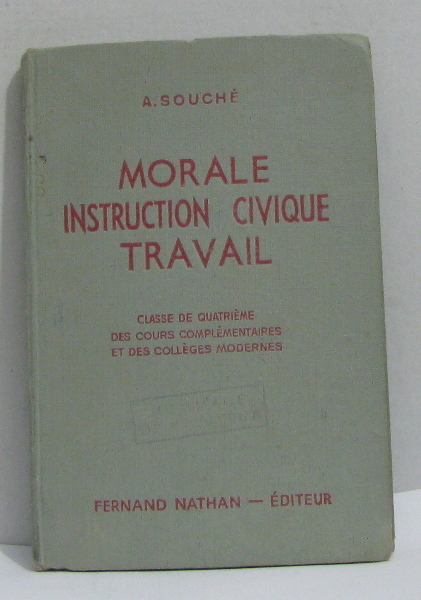 A. SOUCHÉ
MORALE
INSTRUCTION CIVIQUE
TRAVAIL
CLASSE DE QUATRIÈME
DES COURS COMPLÉMENTAIRES
ET DES COLLÈGES MODERNES
FERNAND NATHAN — ÉDITEUR